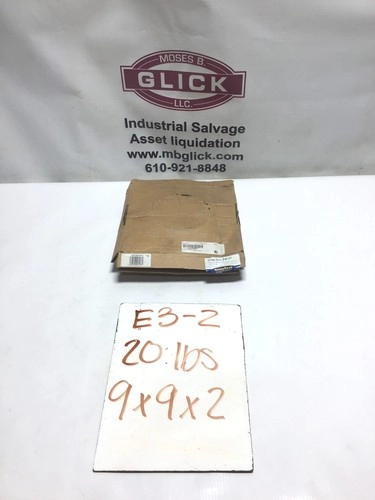 MOSES B.
GLICK
LLC.
Industrial Salvage
Asset liquidation
www.mbglick.com
610-921-8848
E3-2
20 lbs
9x9x2